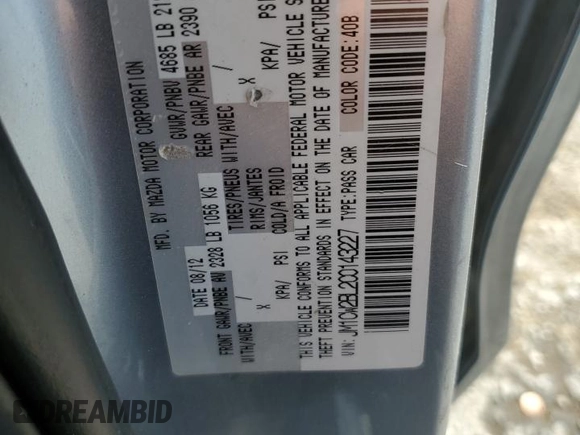 MFD. BY MAZDA MOTOR CORPORATION
DATE 08/12 GVWR/PNBV 4685 LB 21
FRONT GAWR/PNBE AV 2328 LB 1056 KG REAR GAWR/PNBE AR 2390
WITH/AVEC TIRES/PNEUS WITH/AVEC /
X RIMS/JANTES X
KPA/ PSI COLD/A FROID KPA/ PSI
THIS VEHICLE CONFORMS TO ALL APPLICABLE FEDERAL MOTOR VEHICLE S
THEFT PREVENTION STANDARDS IN EFFECT ON THE DATE OF MANUFACTURE
VIN: JM1CW2BL2C0143227 TYPE:PASS CAR COLOR CODE: 40B
DREAMBID